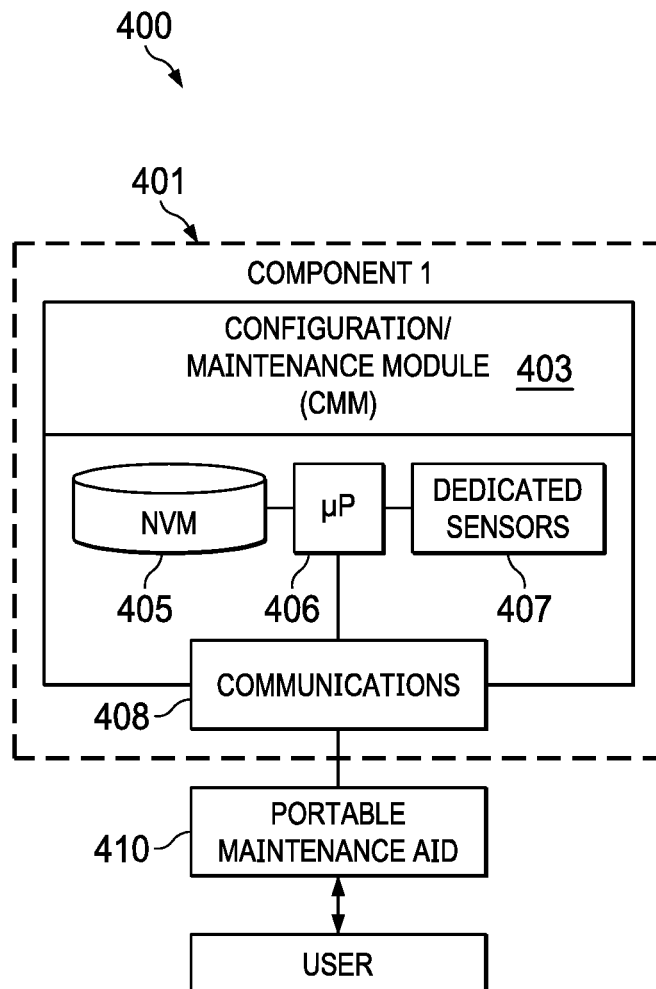 400
401
COMPONENT 1
CONFIGURATION/
MAINTENANCE MODULE
(CMM)
403
NVM
µP
DEDICATED
SENSORS
405
406
407
COMMUNICATIONS
408
PORTABLE
MAINTENANCE AID
410
USER